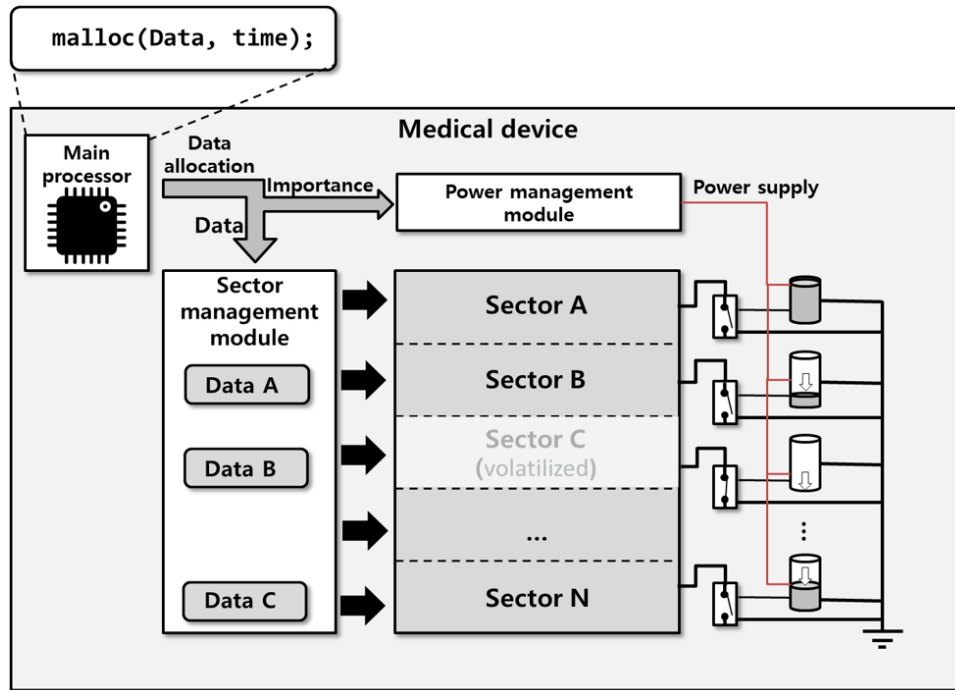 malloc(Data, time);
Medical device
Main
processor
Data
allocation
Importance
Data
Power management
module
Power supply
Sector
management
module
Data A
Data B
Data C
Sector A
Sector B
Sector C
(volatilized)
...
Sector N
...